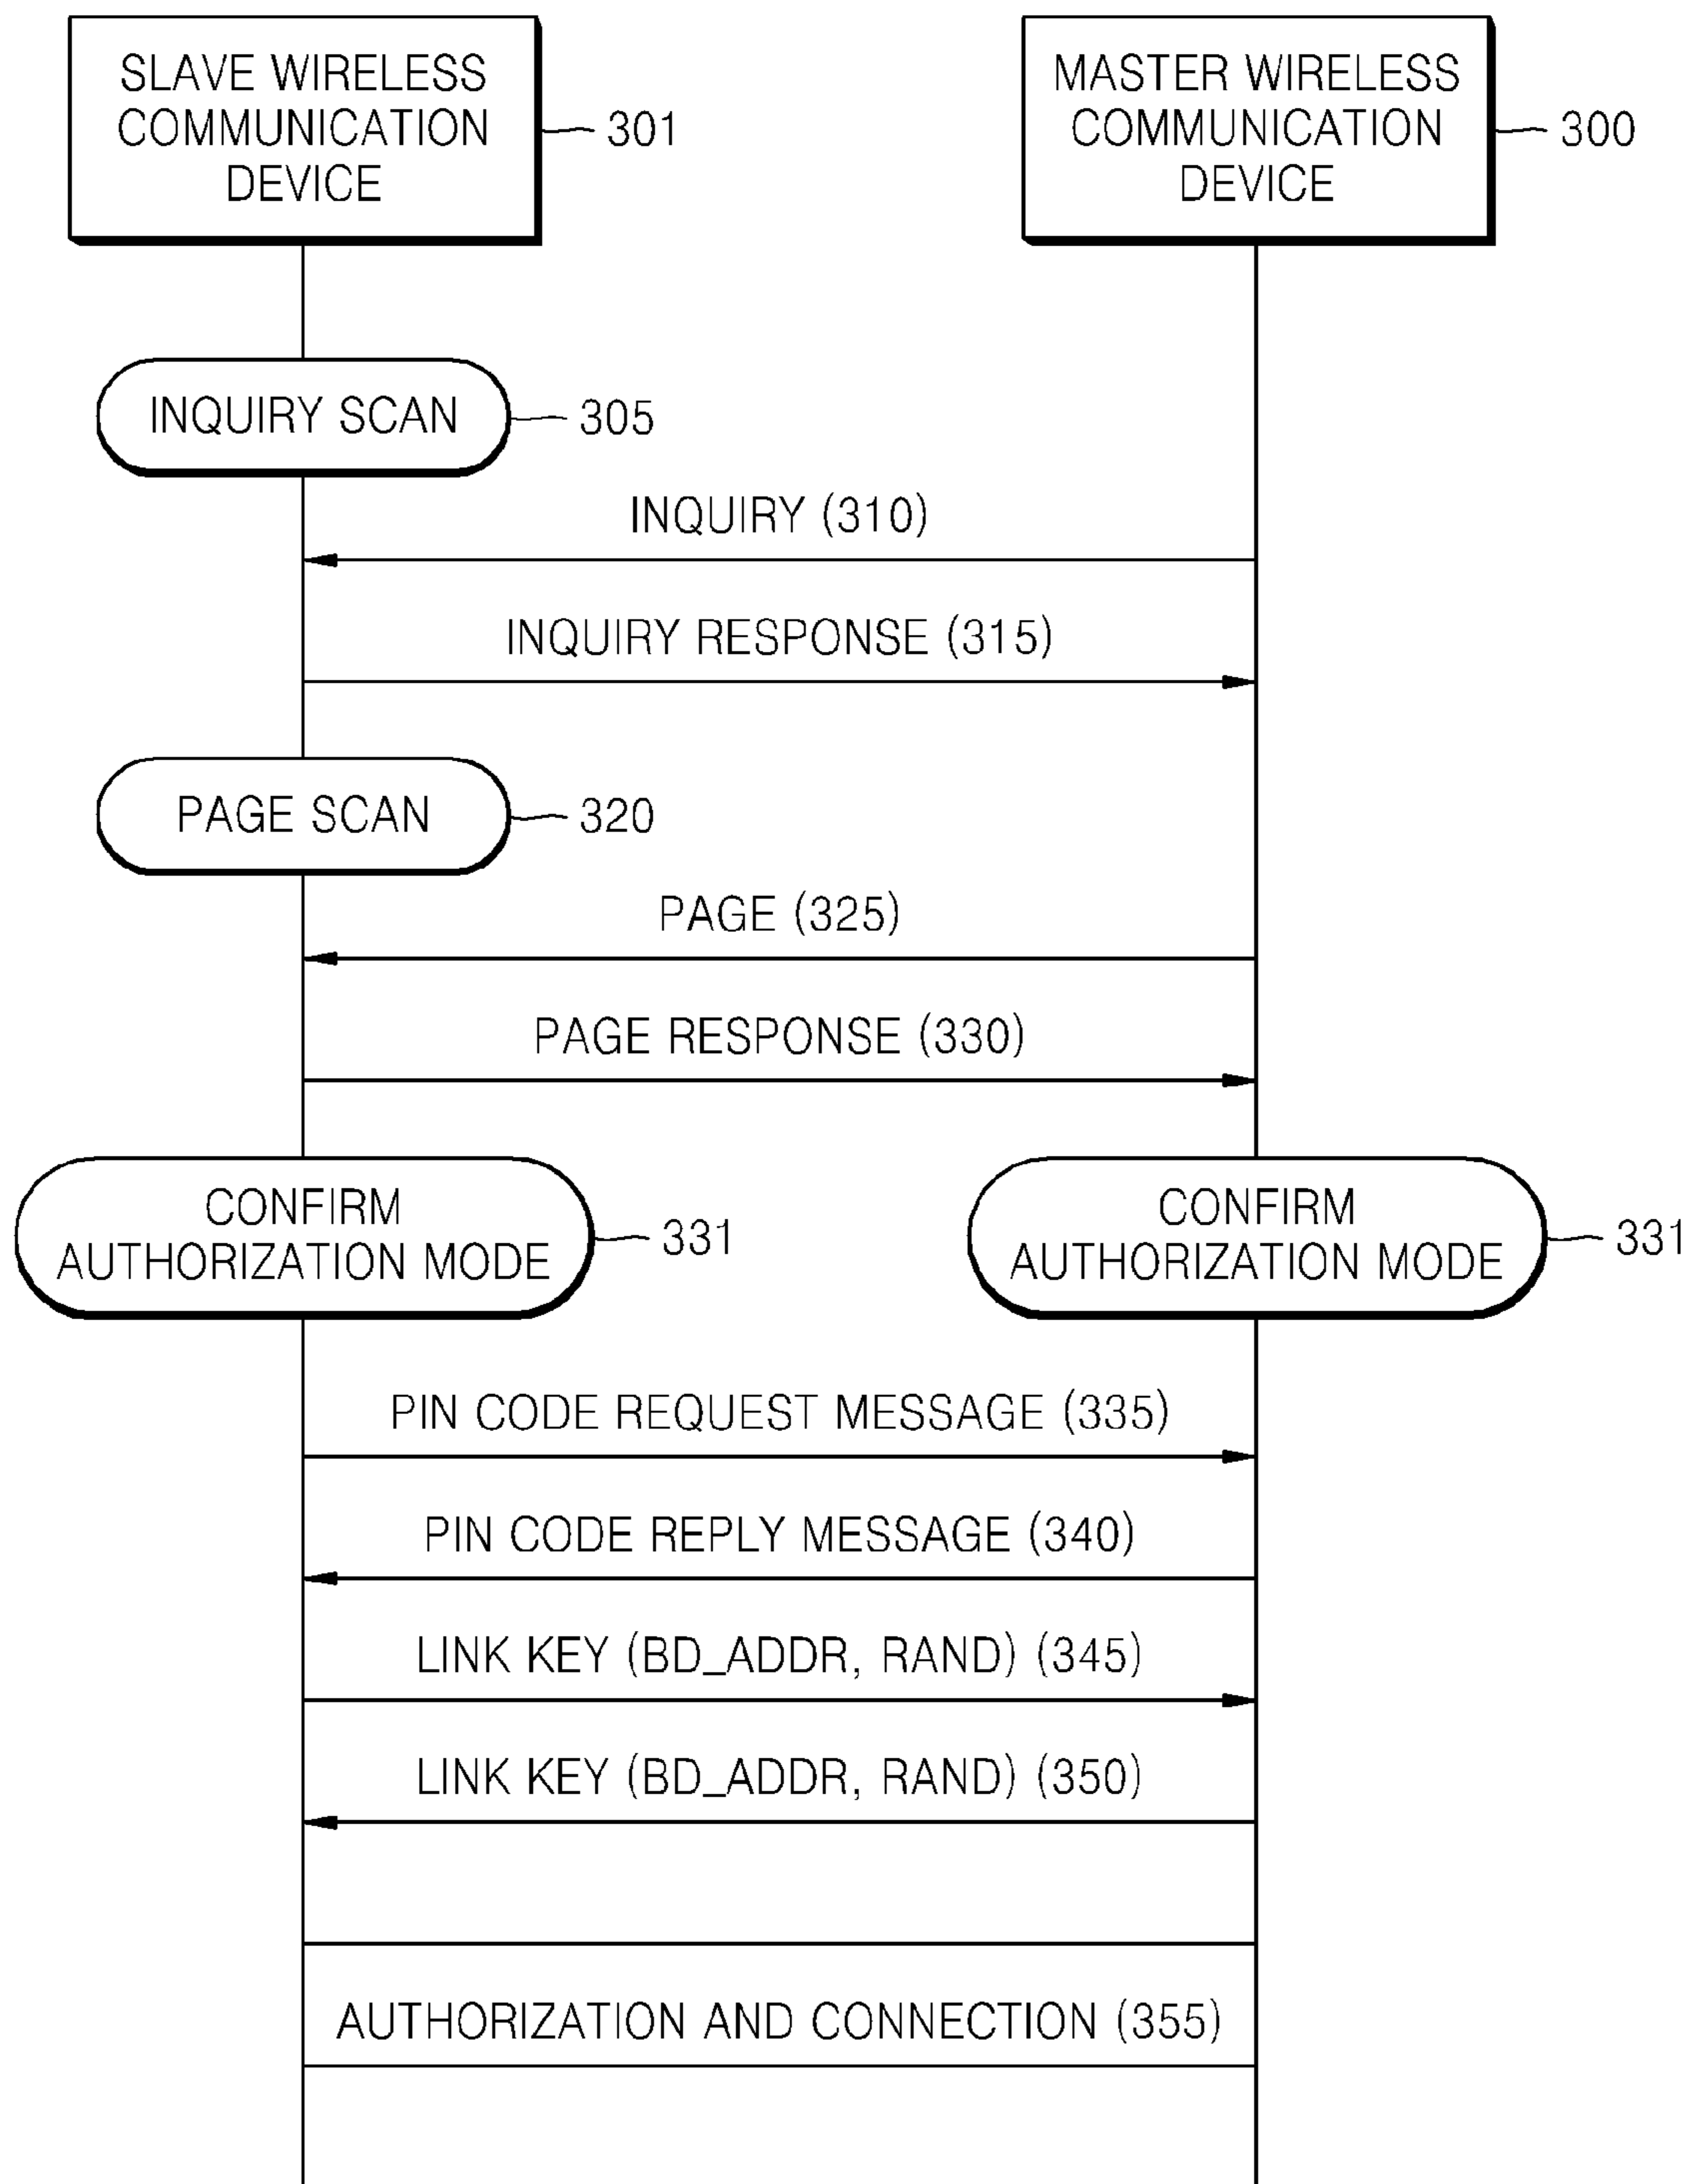 SLAVE WIRELESS
COMMUNICATION
DEVICE
301
MASTER WIRELESS
COMMUNICATION
DEVICE
300
INQUIRY SCAN
305
INQUIRY (310)
INQUIRY RESPONSE (315)
PAGE SCAN
320
PAGE (325)
PAGE RESPONSE (330)
CONFIRM
AUTHORIZATION MODE
331
CONFIRM
AUTHORIZATION MODE
331
PIN CODE REQUEST MESSAGE (335)
PIN CODE REPLY MESSAGE (340)
LINK KEY (BD_ADDR, RAND) (345)
LINK KEY (BD_ADDR, RAND) (350)
AUTHORIZATION AND CONNECTION (355)